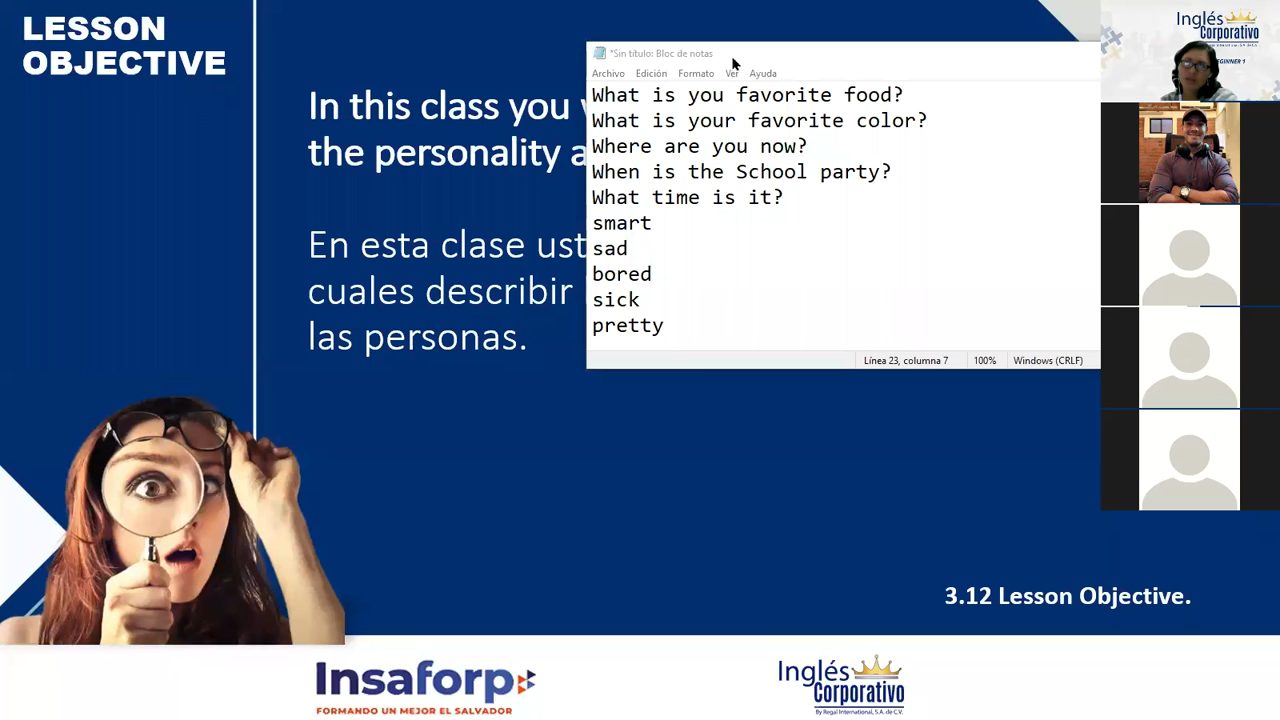 LESSON
OBJECTIVE
In this class you
the personality
En esta clase ust
cuales describir
las personas.
*Sin título: Bloc de notas
Archivo Edición Formato Ver Ayuda
What is you favorite food?
What is your favorite color?
Where are you now?
When is the School party?
What time is it?
smart
sad
bored
sick
pretty
Línea 23, columna 7 100% Windows (CRLF)
Inglés
Corporativo
3.12 Lesson Objective.
Insaforp
FORMANDO UN MEJOR EL SALVADOR
Inglés
Corporativo
By Regal International, S.A. de C.V.